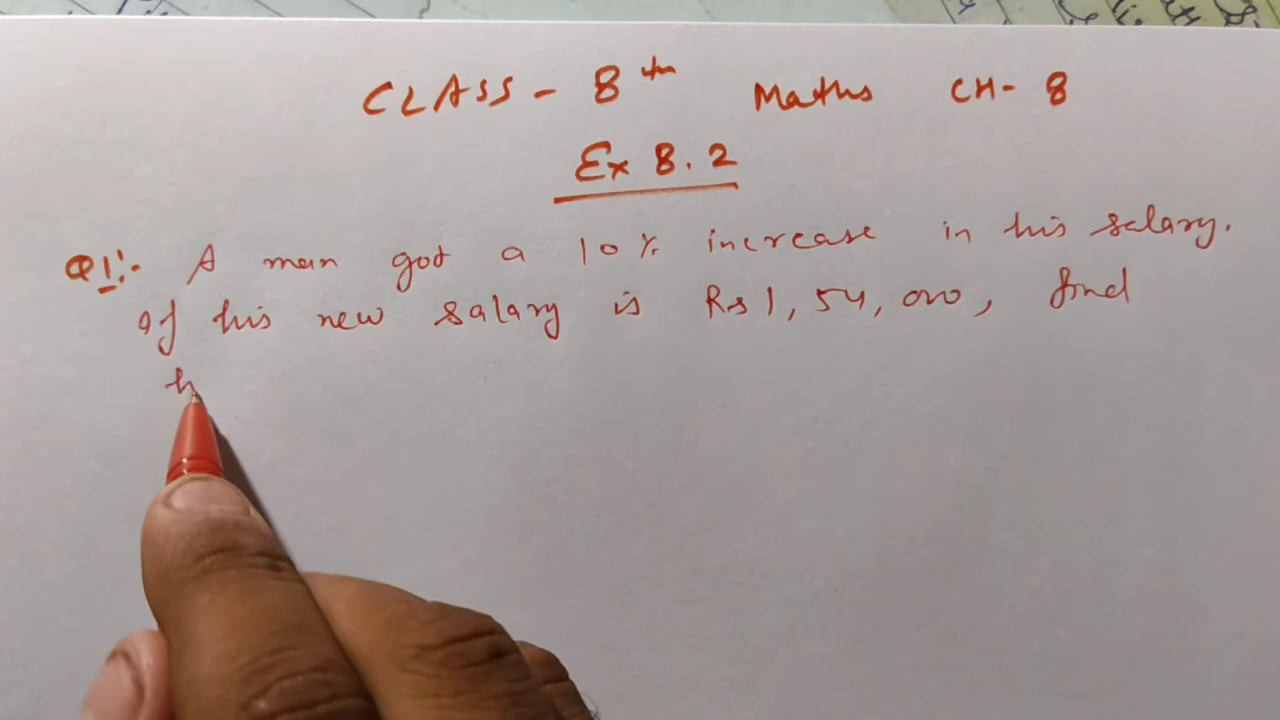 CLASS - 8th Maths CH- 8
Ex 8.2
Q1:- A man got a 10% increase in his salary.
If his new salary is Rs 1,54,000, find
h